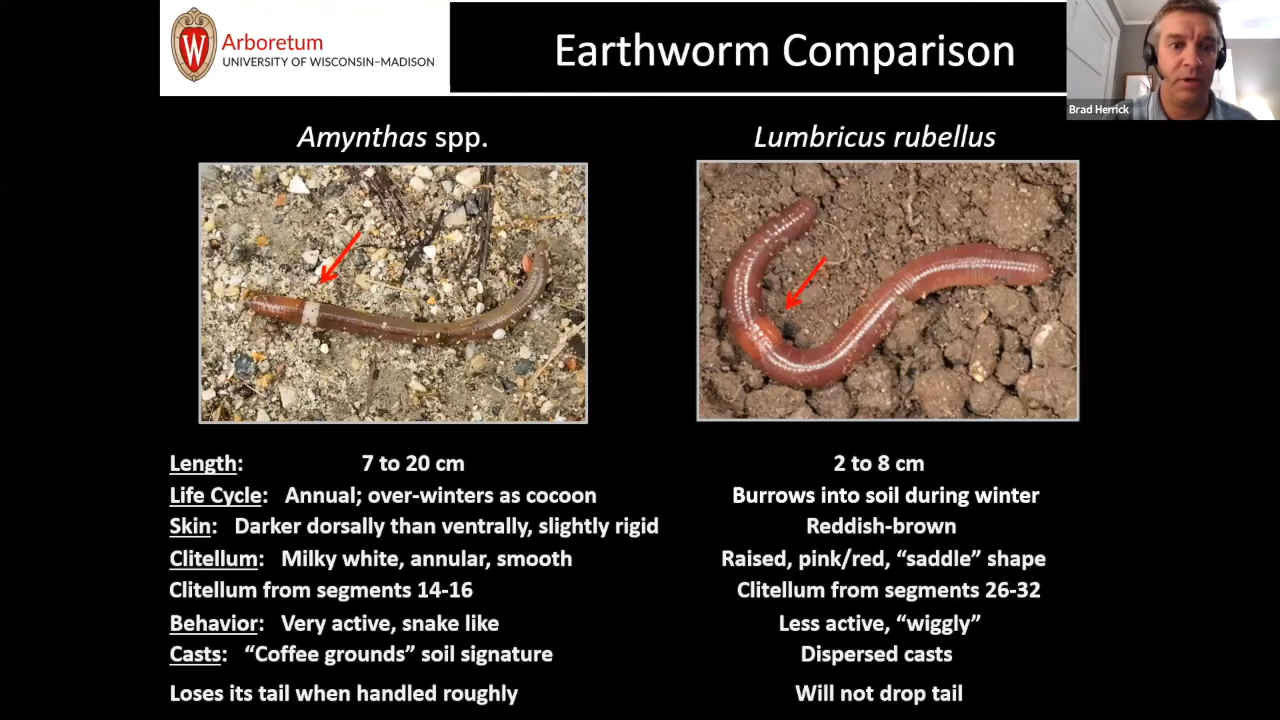 Arboretum
UNIVERSITY OF WISCONSIN–MADISON
Earthworm Comparison
Brad Herrick
Amynthas spp.
Lumbricus rubellus
Length: 7 to 20 cm
2 to 8 cm
Life Cycle: Annual; over-winters as cocoon
Burrows into soil during winter
Skin: Darker dorsally than ventrally, slightly rigid
Reddish-brown
Clitellum: Milky white, annular, smooth
Raised, pink/red, “saddle” shape
Clitellum from segments 14-16
Clitellum from segments 26-32
Behavior: Very active, snake like
Less active, “wiggly”
Casts: “Coffee grounds” soil signature
Dispersed casts
Loses its tail when handled roughly
Will not drop tail